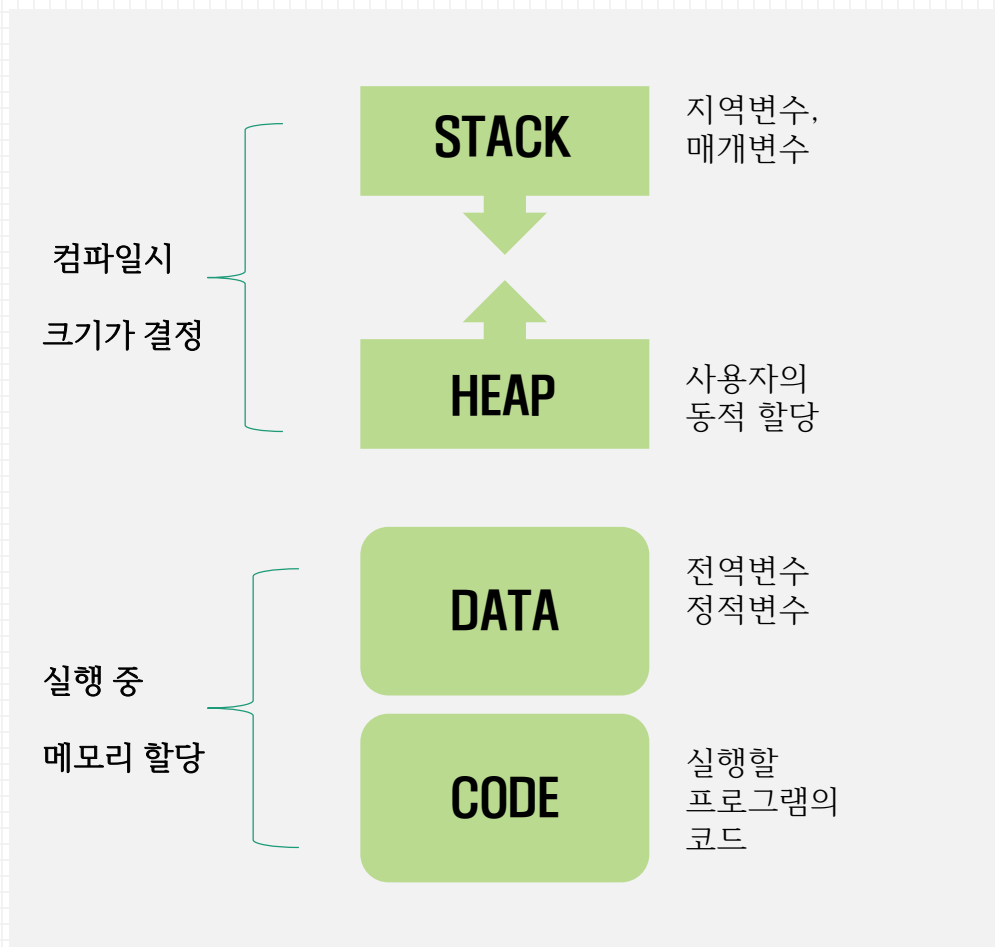 STACK
지역변수,
매개변수
컴파일시
크기가 결정
HEAP
사용자의
동적 할당
DATA
전역변수
정적변수
실행 중
메모리 할당
CODE
실행할
프로그램의
코드